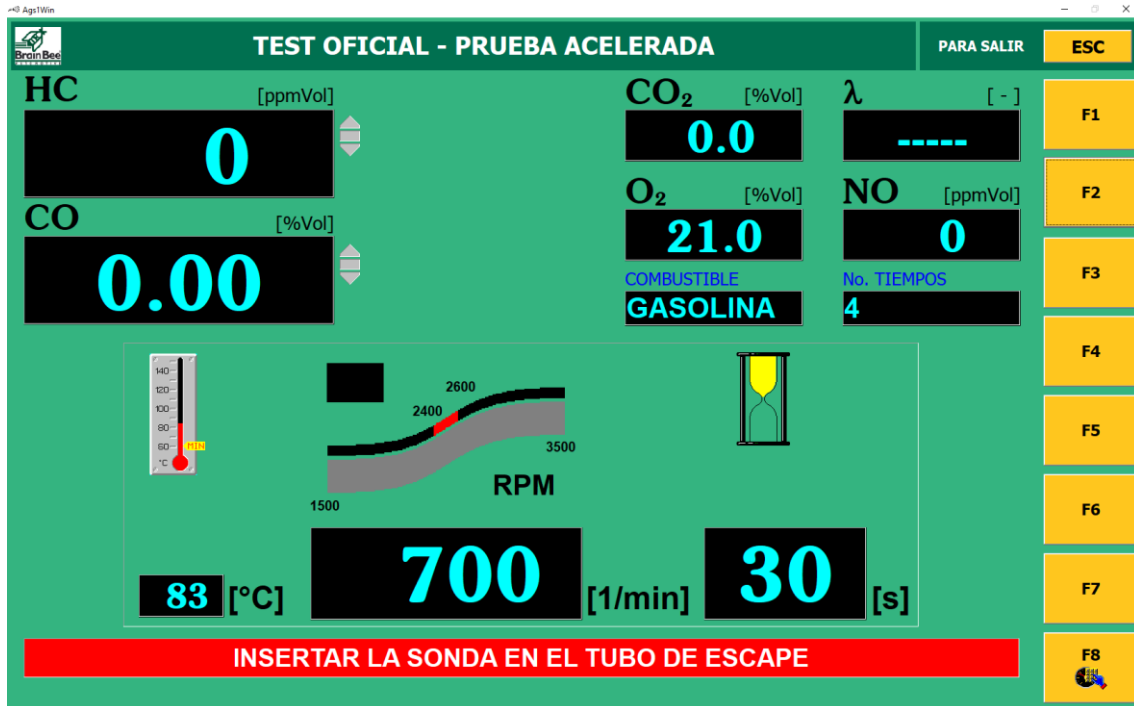 Ags1Win
BrainBee
AUTOMOTIVE
TEST OFICIAL - PRUEBA ACELERADA
PARA SALIR
ESC
HC [ppmVol]
0
CO [%Vol]
0.00
CO₂ [%Vol]
0.0
λ [ - ]
-----
O₂ [%Vol]
21.0
NO [ppmVol]
0
COMBUSTIBLE
GASOLINA
No. TIEMPOS
4
140
120
100
80
60
MIN
°C
2600
2400
3500
1500
RPM
83 [°C]
700 [1/min]
30 [s]
INSERTAR LA SONDA EN EL TUBO DE ESCAPE
F1
F2
F3
F4
F5
F6
F7
F8